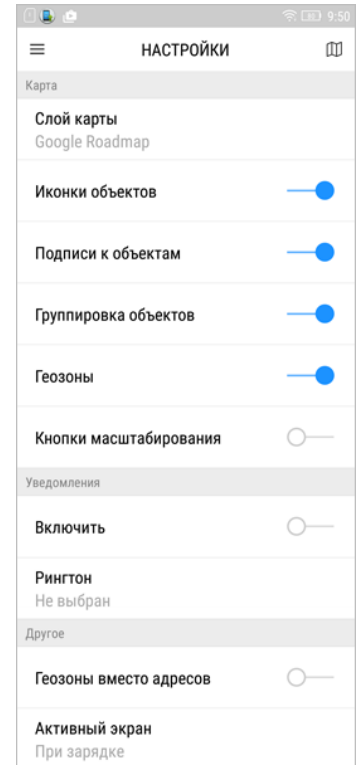 9:50
НАСТРОЙКИ
Карта
Слой карты
Google Roadmap
Иконки объектов
Подписи к объектам
Группировка объектов
Геозоны
Кнопки масштабирования
Уведомления
Включить
Рингтон
Не выбран
Другое
Геозоны вместо адресов
Активный экран
При зарядке